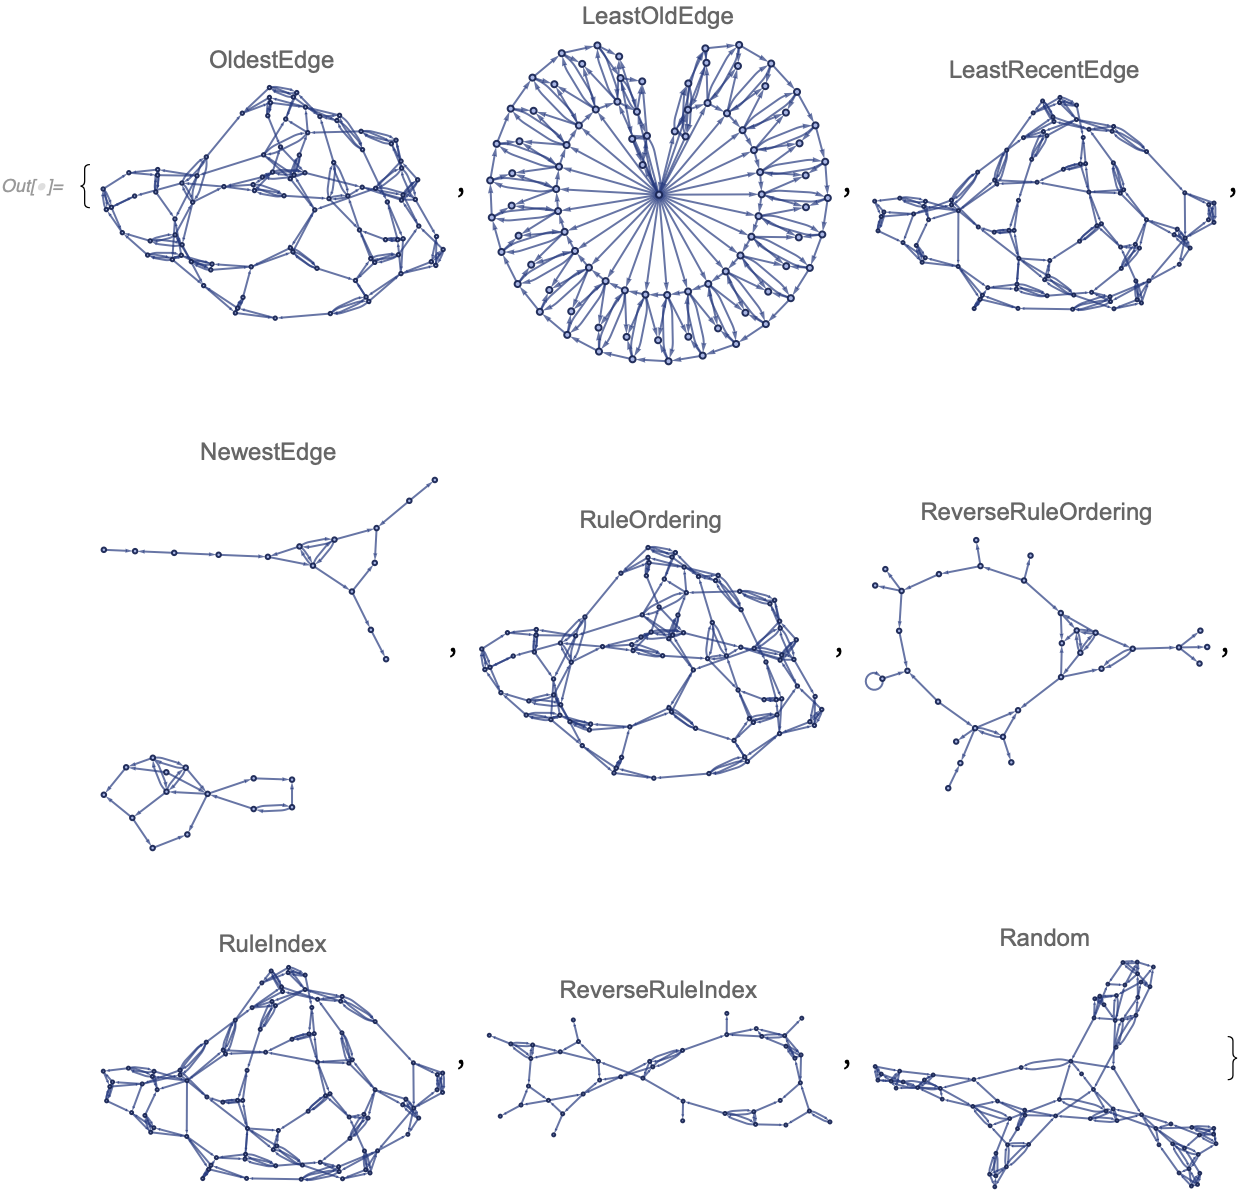 LeastOldEdge
OldestEdge
LeastRecentEdge
Out[•]= { , , ,
NewestEdge
RuleOrdering
ReverseRuleOrdering
, , ,
RuleIndex
ReverseRuleIndex
Random
, , }